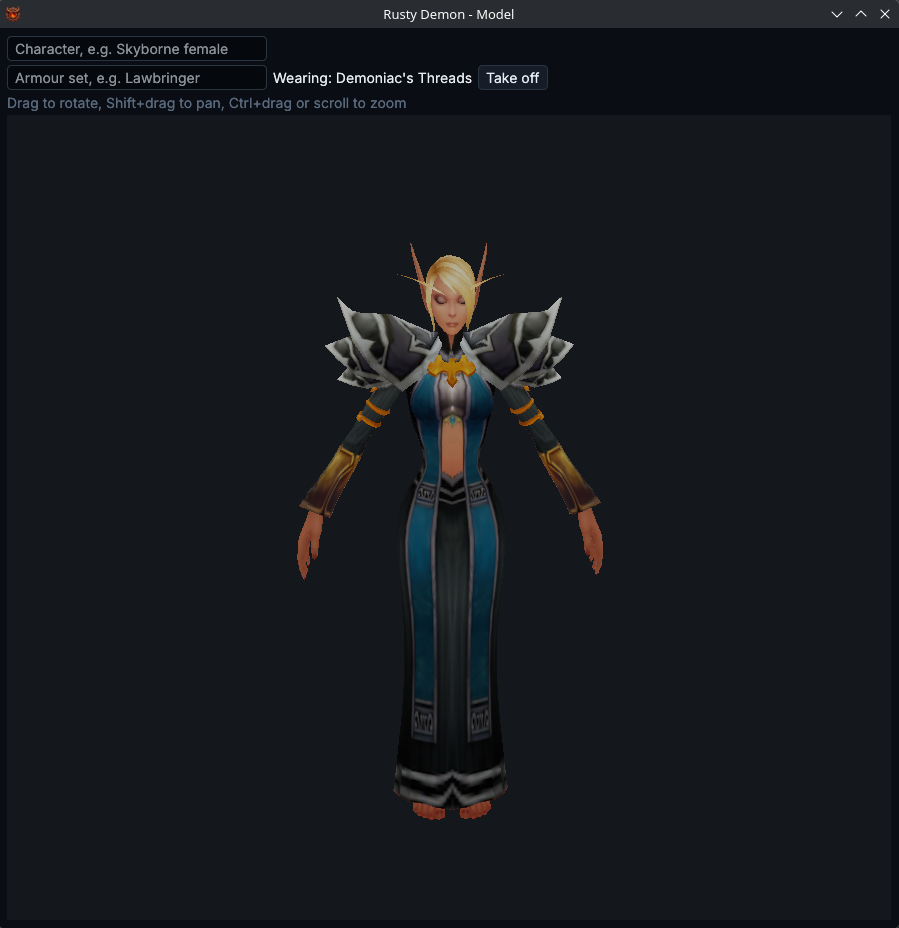 Rusty Demon - Model
Character, e.g. Skyborne female
Armour set, e.g. Lawbringer Wearing: Demoniac's Threads Take off
Drag to rotate, Shift+drag to pan, Ctrl+drag or scroll to zoom